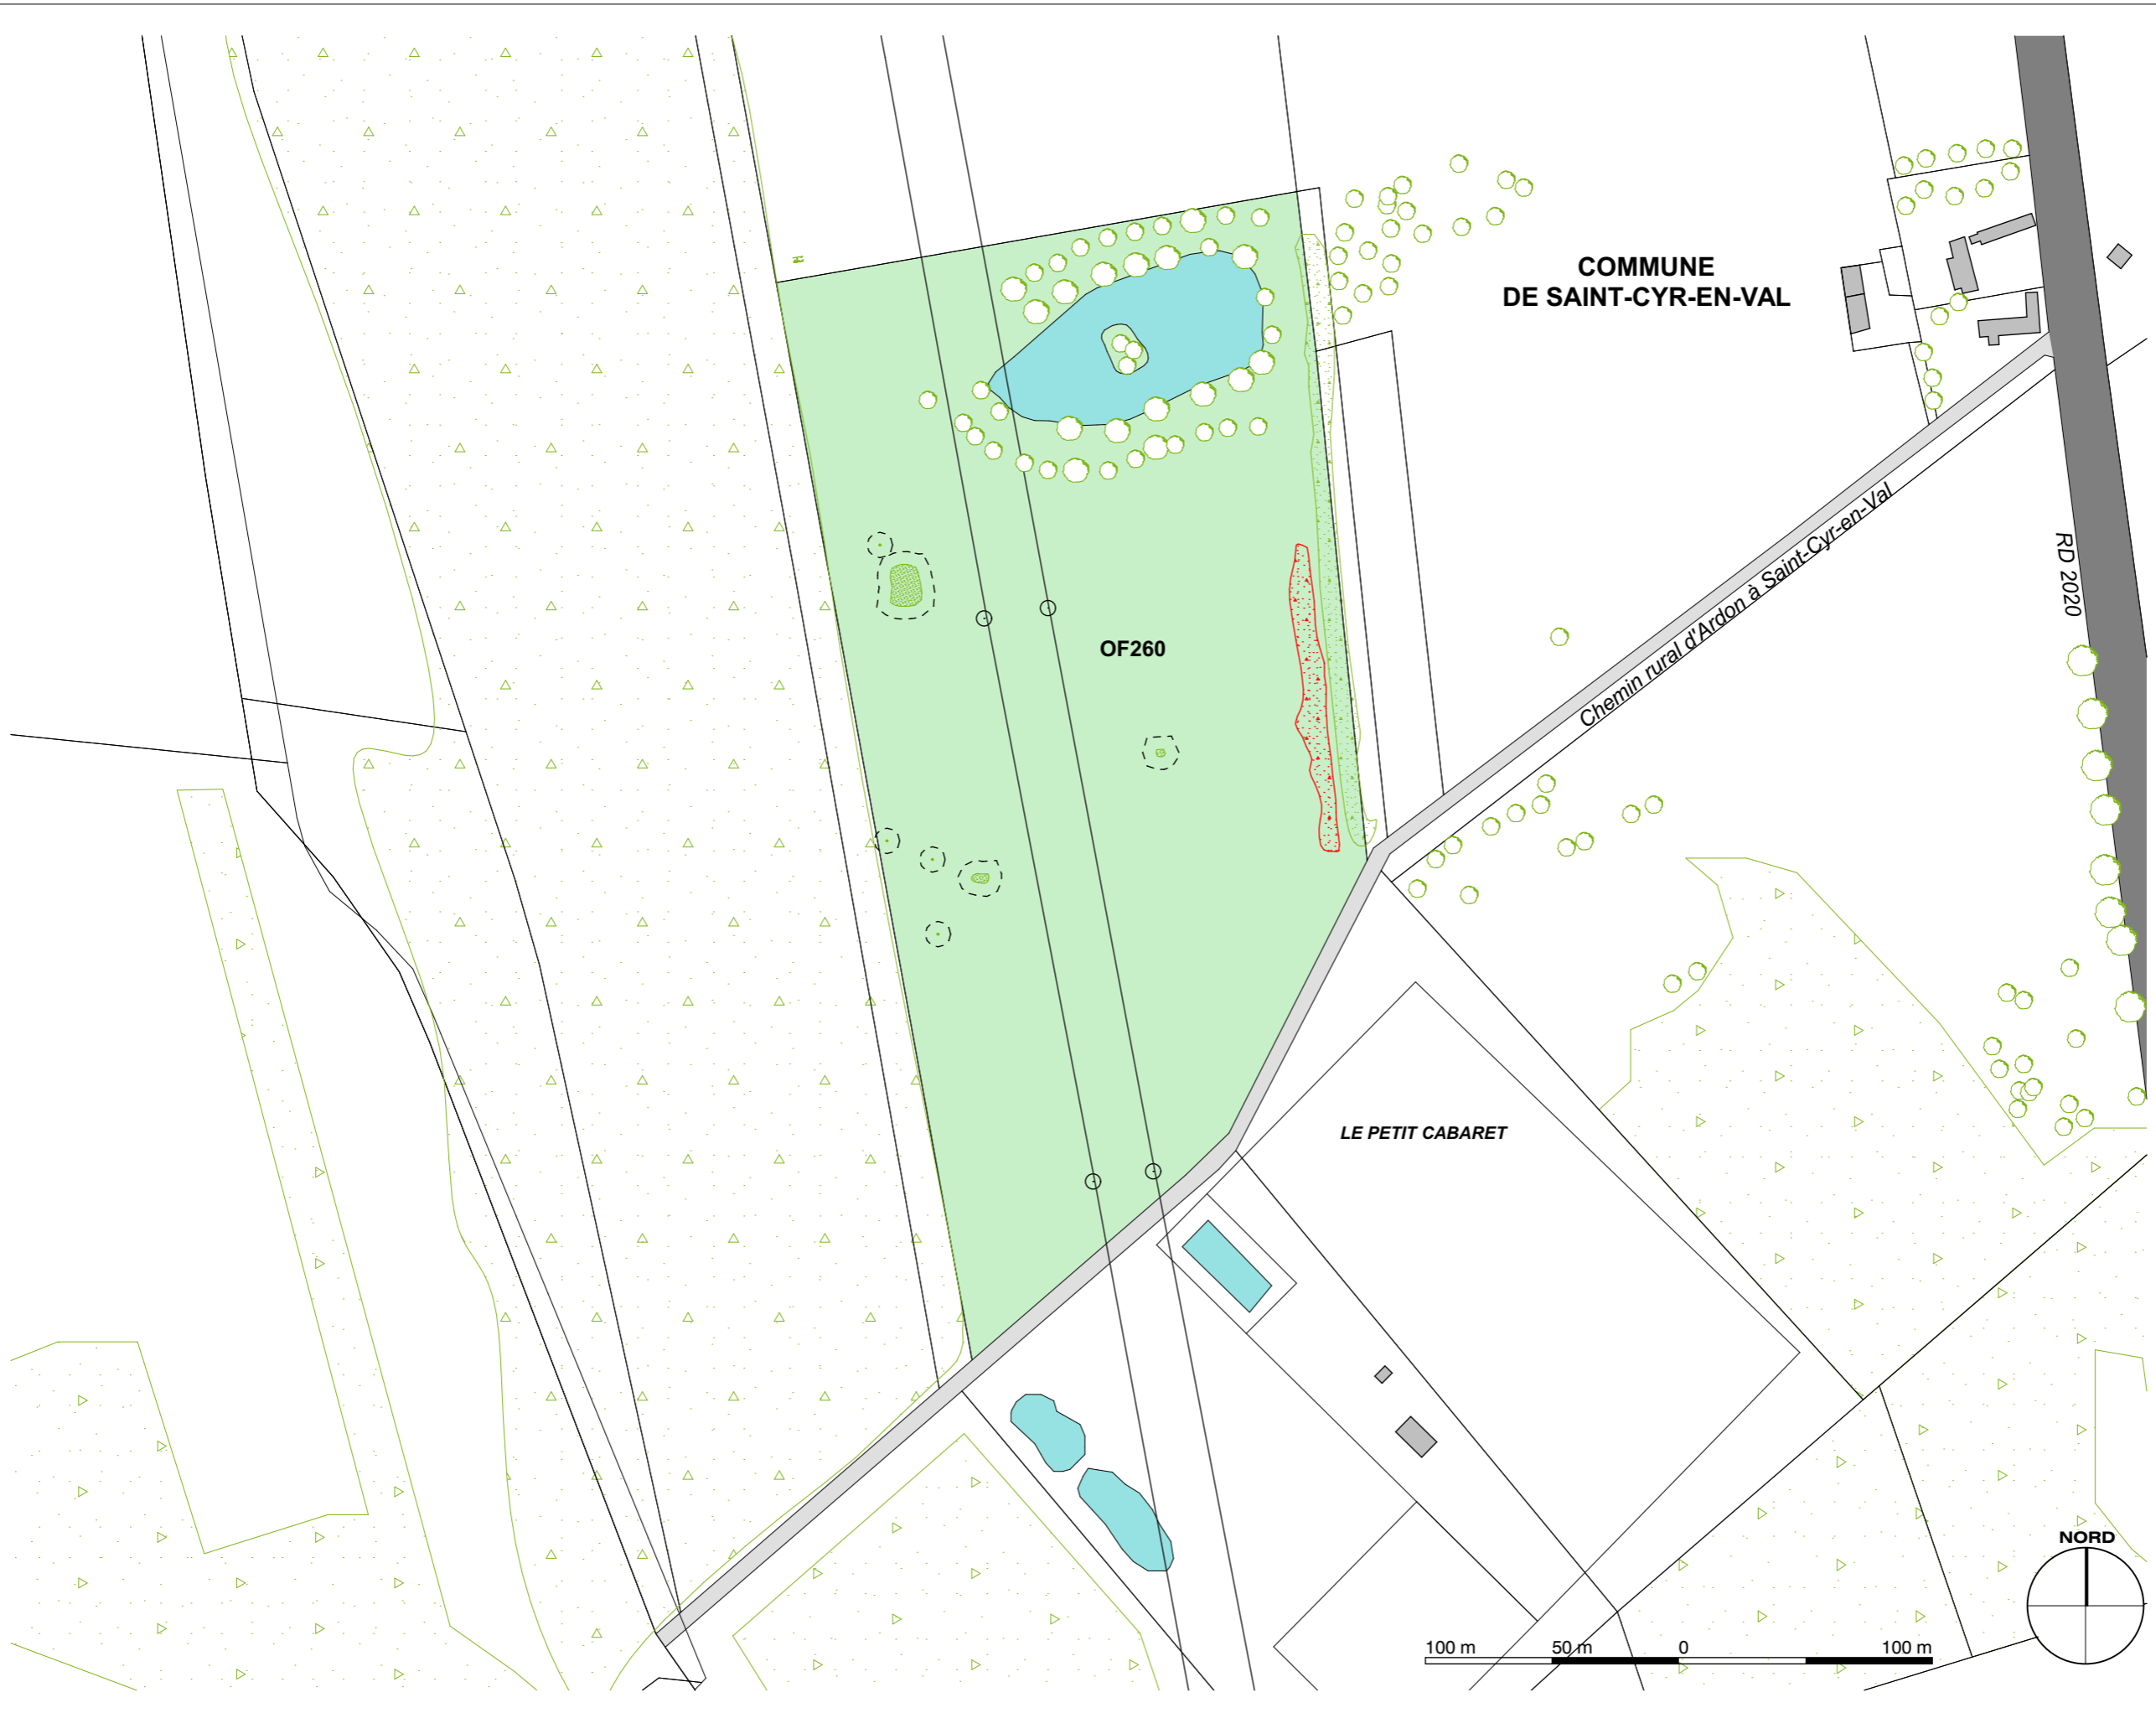 COMMUNE
DE SAINT-CYR-EN-VAL
RD 2020
Chemin rural d'Ardon à Saint-Cyr-en-Val
OF260
LE PETIT CABARET
NORD
100 m 50 m 0 100 m